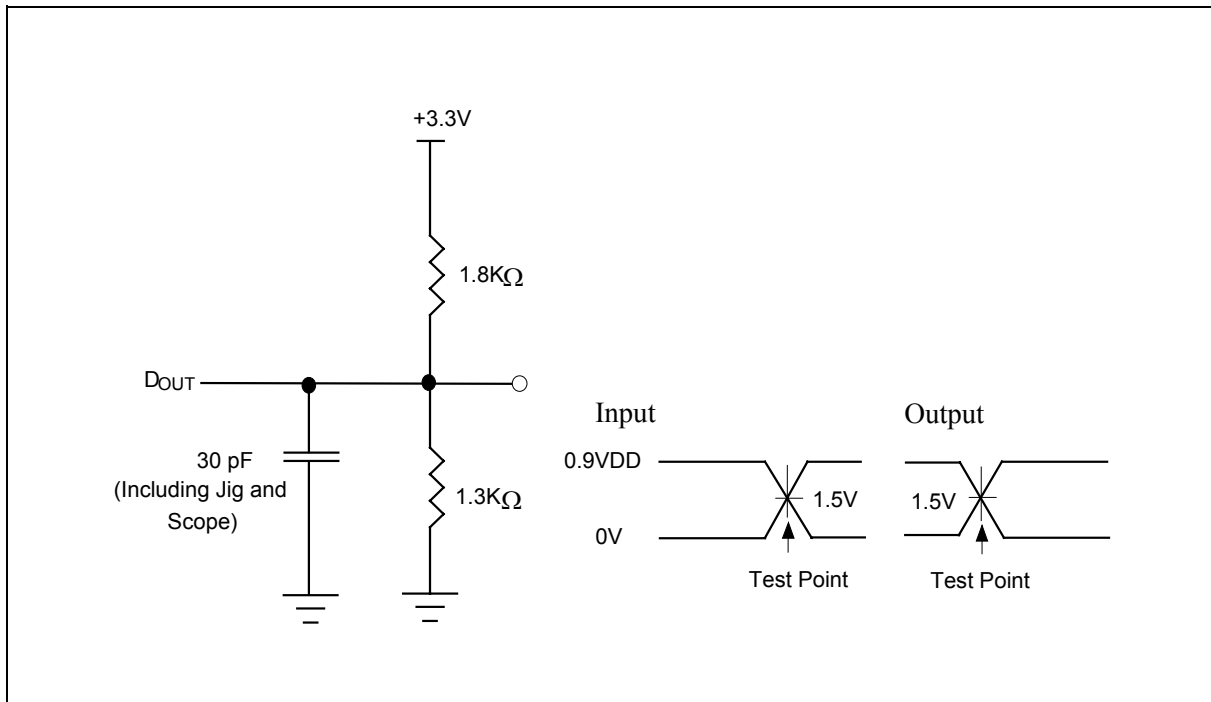 +3.3V
1.8KΩ
DOUT
30 pF
(Including Jig and
Scope)
1.3KΩ
Input
Output
0.9VDD
1.5V
1.5V
0V
Test Point
Test Point